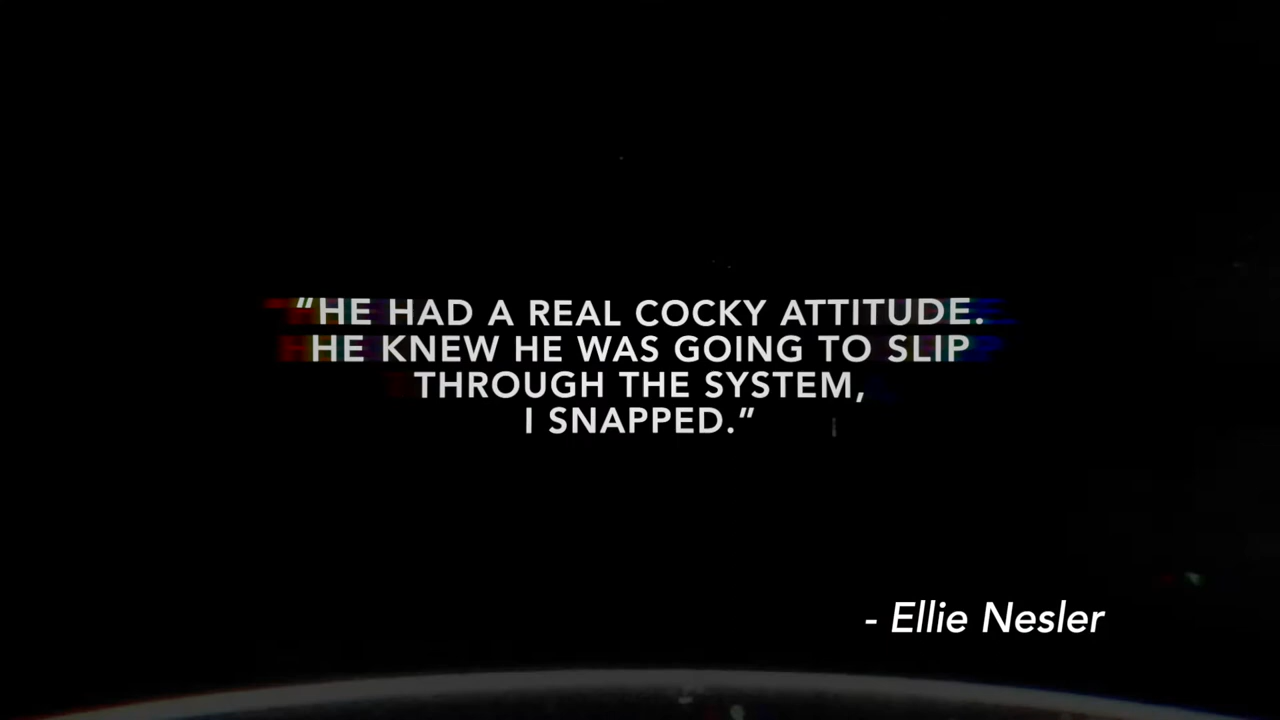 “HE HAD A REAL COCKY ATTITUDE.
HE KNEW HE WAS GOING TO SLIP
THROUGH THE SYSTEM,
I SNAPPED.”
- Ellie Nesler